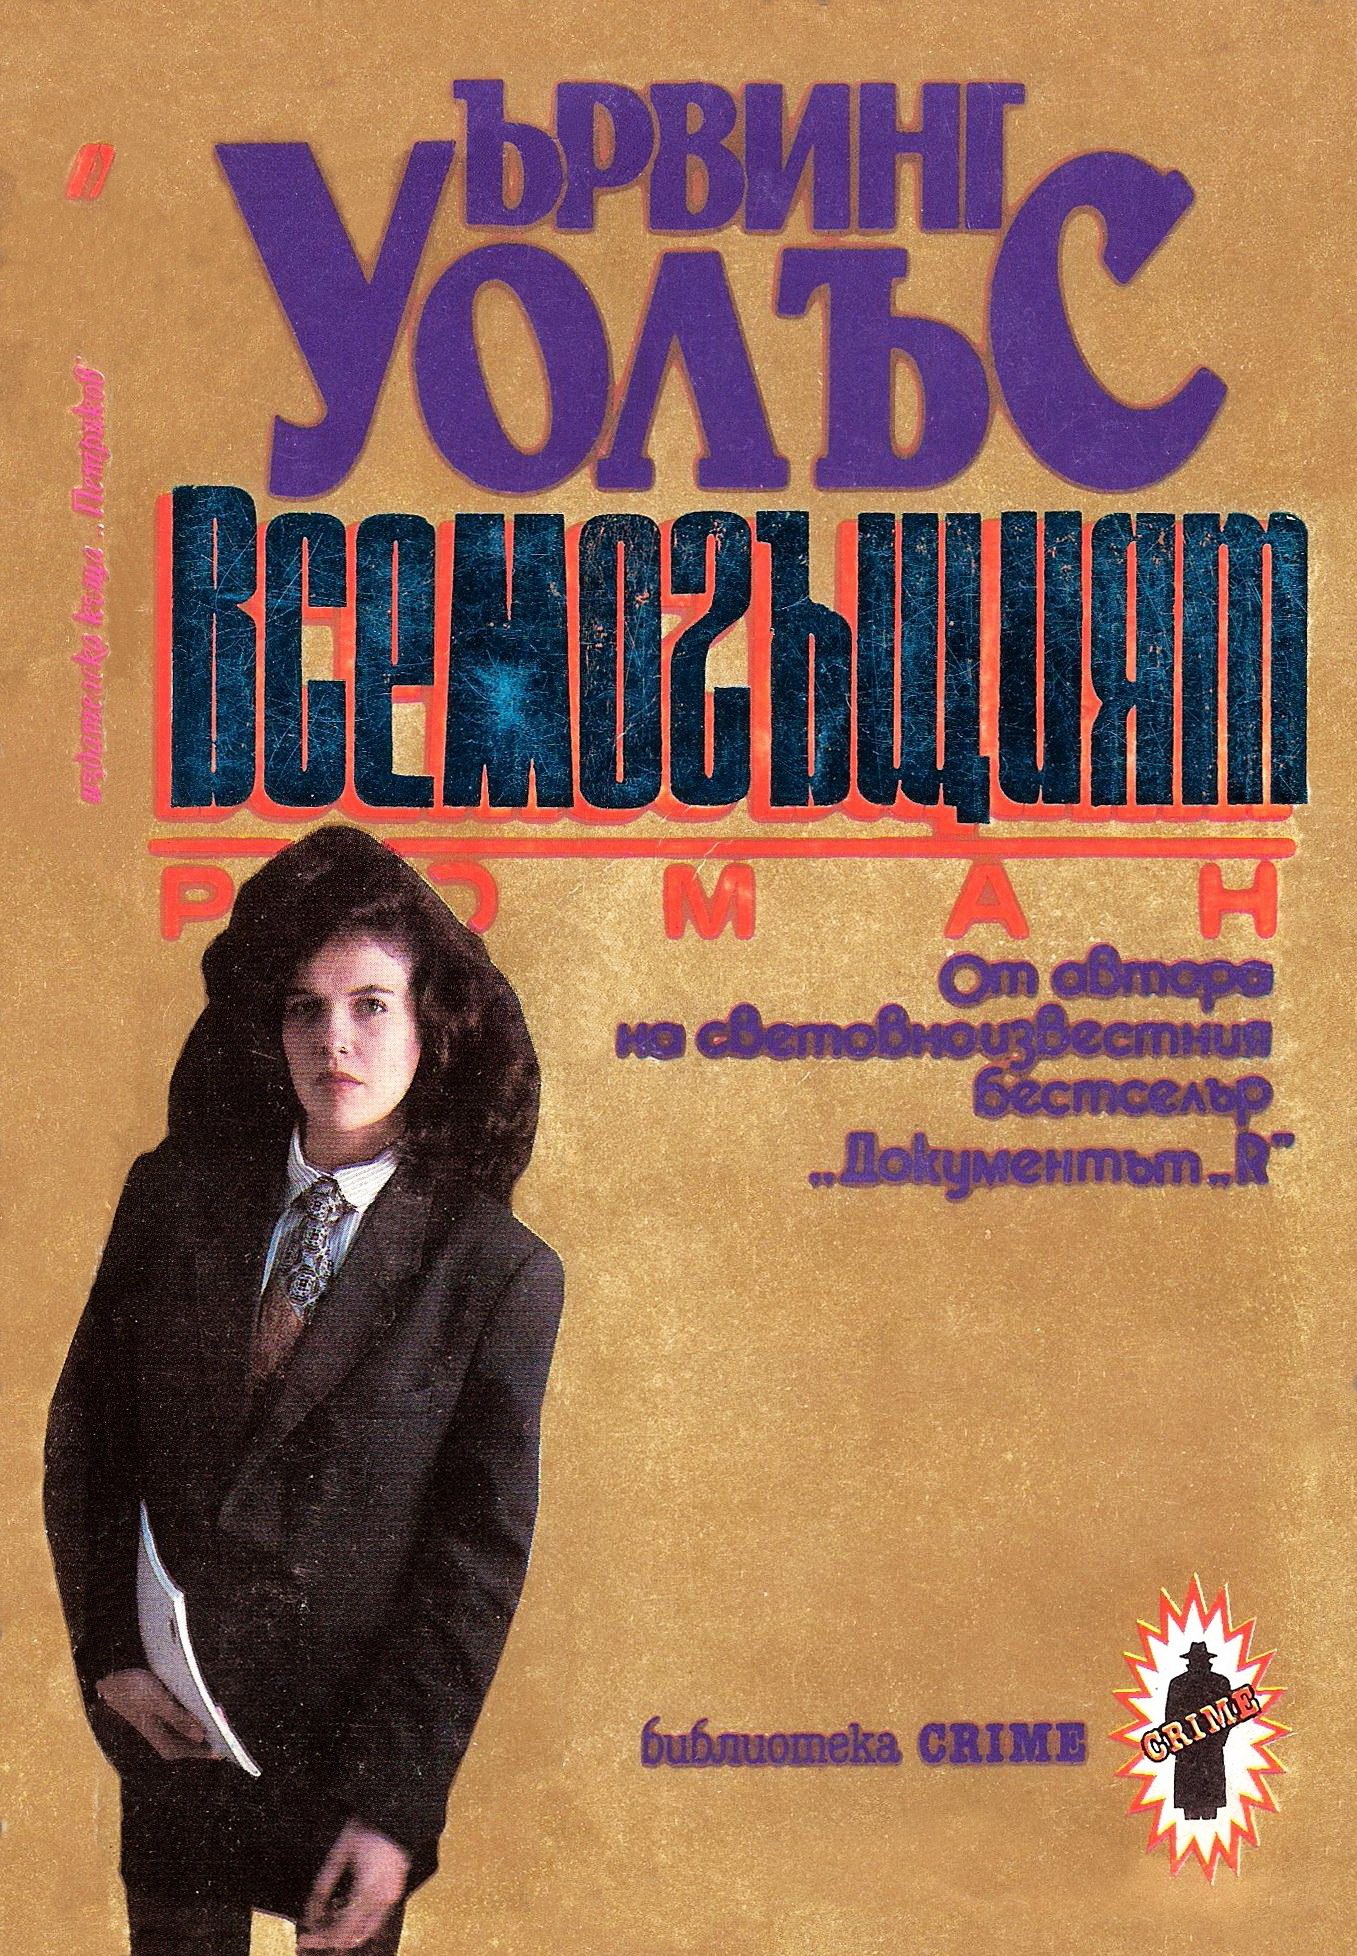 ЪРВИНГ
УОЛЪС
ВСЕМОГЪЩИЯТ
РОМАН
От автора
на световноизвестния
бестселър
„Документът „R”
издателска къща „Петриков”
библиотека CRIME
CRIME